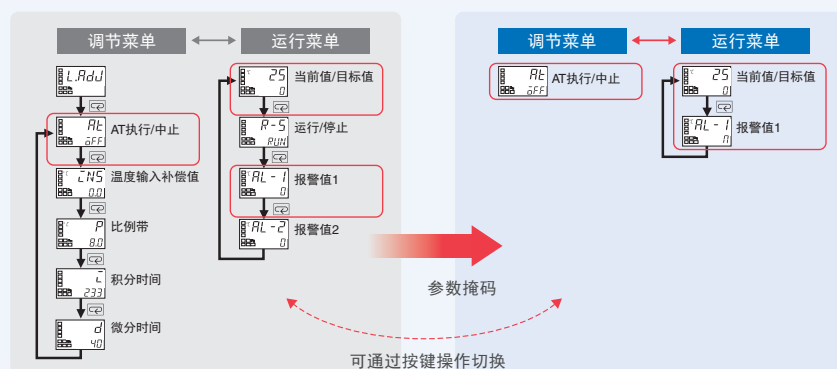 调节菜单
运行菜单
L.AdJ
At
oFF
AT执行/中止
INS
0.0
温度输入补偿值
P
8.0
比例带
i
233
积分时间
d
40
微分时间
25
0
当前值/目标值
R-S
RUN
运行/停止
AL-1
0
报警值1
AL-2
0
报警值2
参数掩码
可通过按键操作切换
调节菜单
运行菜单
At
oFF
AT执行/中止
25
0
当前值/目标值
AL-1
报警值1